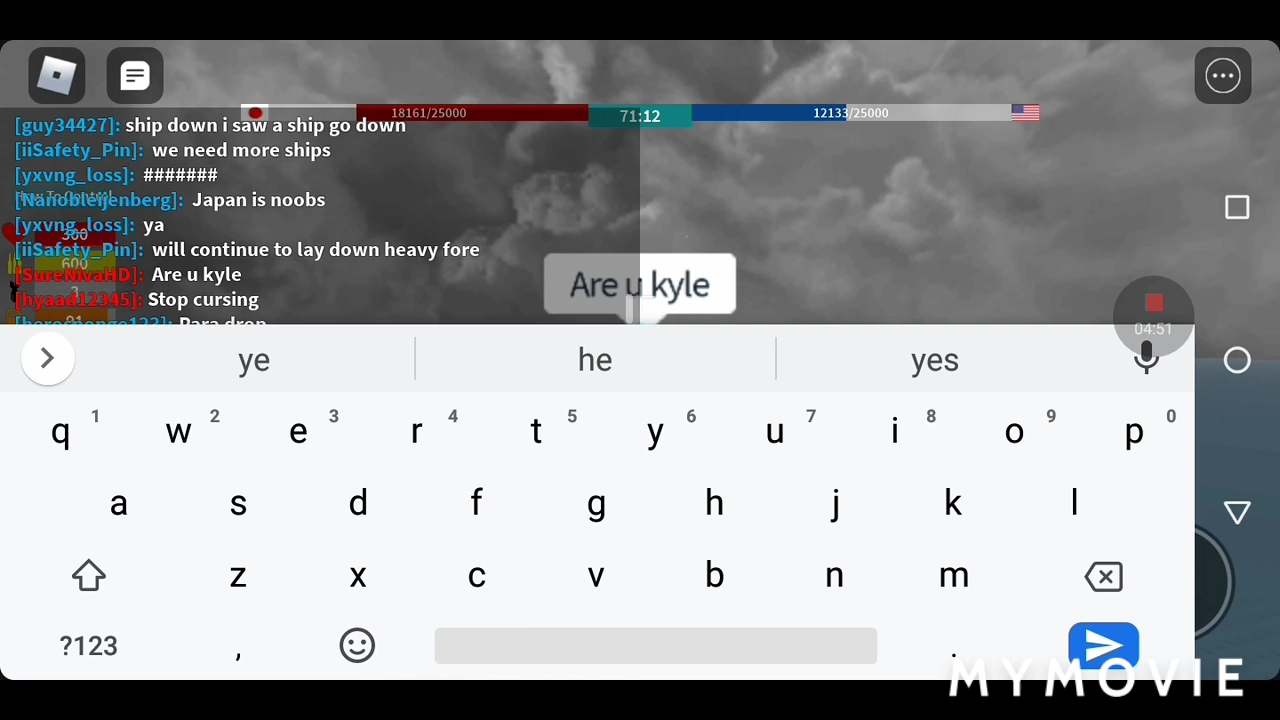 18161/25000 71:12 12133/25000
[guy34427]: ship down i saw a ship go down
[iiSafety_Pin]: we need more ships
[yxvng_loss]: #######
[Nanobleijenberg]: Japan is noobs
[yxvng_loss]: ya
300
[iiSafety_Pin]: will continue to lay down heavy fore
600
[SureNivaHD]: Are u kyle
Are u kyle
[hyaad12345]: Stop cursing
04:51
ye he yes
q 1 w 2 e 3 r 4 t 5 y 6 u 7 i 8 o 9 p 0
a s d f g h j k l
z x c v b n m
?123 , .
MYMOVIE